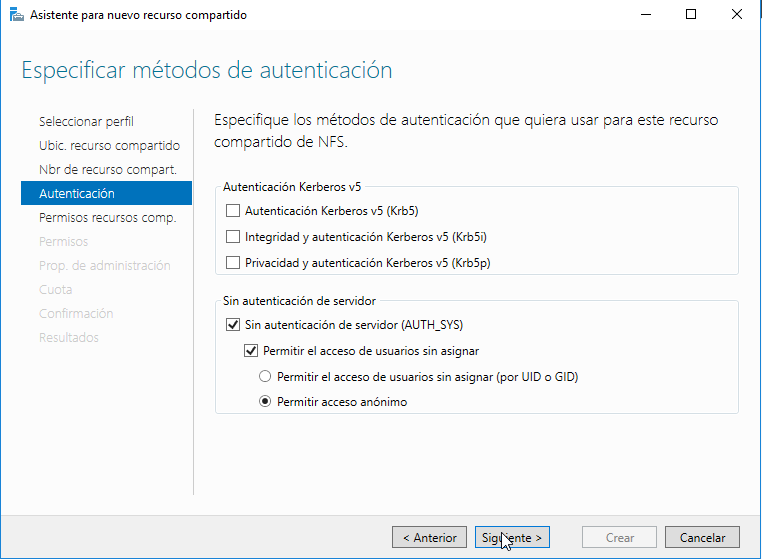 Asistente para nuevo recurso compartido
Especificar métodos de autenticación
Seleccionar perfil
Ubic. recurso compartido
Nbr de recurso compart.
Autenticación
Permisos recursos comp.
Permisos
Prop. de administración
Cuota
Confirmación
Resultados
Especifique los métodos de autenticación que quiera usar para este recurso
compartido de NFS.
Autenticación Kerberos v5
Autenticación Kerberos v5 (Krb5)
Integridad y autenticación Kerberos v5 (Krb5i)
Privacidad y autenticación Kerberos v5 (Krb5p)
Sin autenticación de servidor
Sin autenticación de servidor (AUTH_SYS)
Permitir el acceso de usuarios sin asignar
Permitir el acceso de usuarios sin asignar (por UID o GID)
Permitir acceso anónimo
< Anterior
Siguiente >
Crear
Cancelar